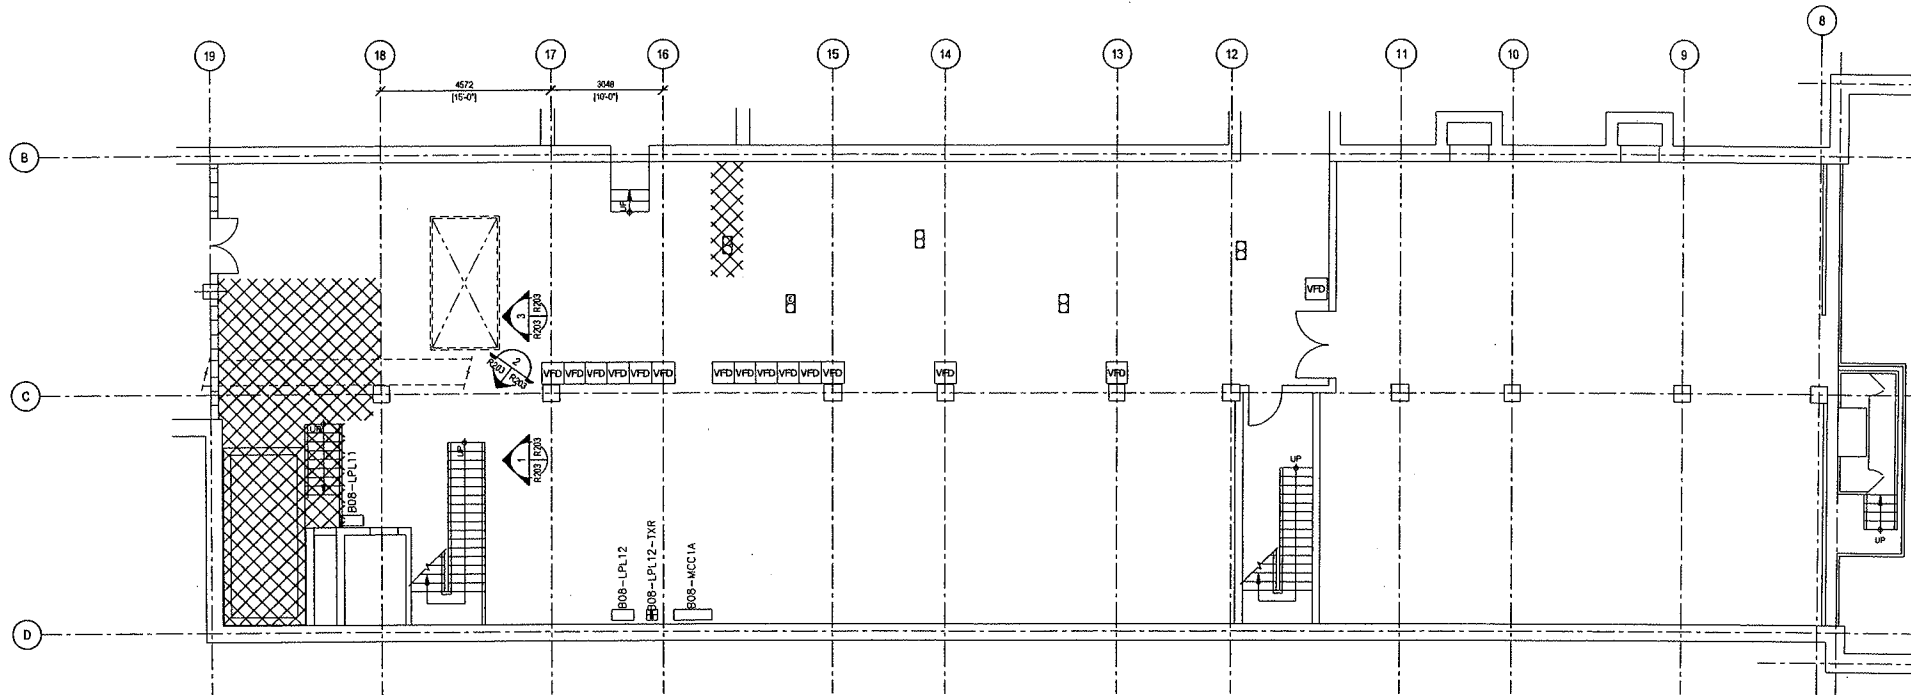 8
19
18
17
16
15
14
13
12
11
10
9
4572
[15'-0"]
3048
[10'-0"]
B
UP
VFD
3
R203
R203
2
R203
R203
VFD
VFD
VFD
VFD
VFD
VFD
VFD
VFD
VFD
VFD
VFD
VFD
VFD
VFD
C
UP
1
R203
R203
UP
UP
B08-LPL11
UP
B08-LPL12
B08-LPL12-TXR
B08-MCC1A
D